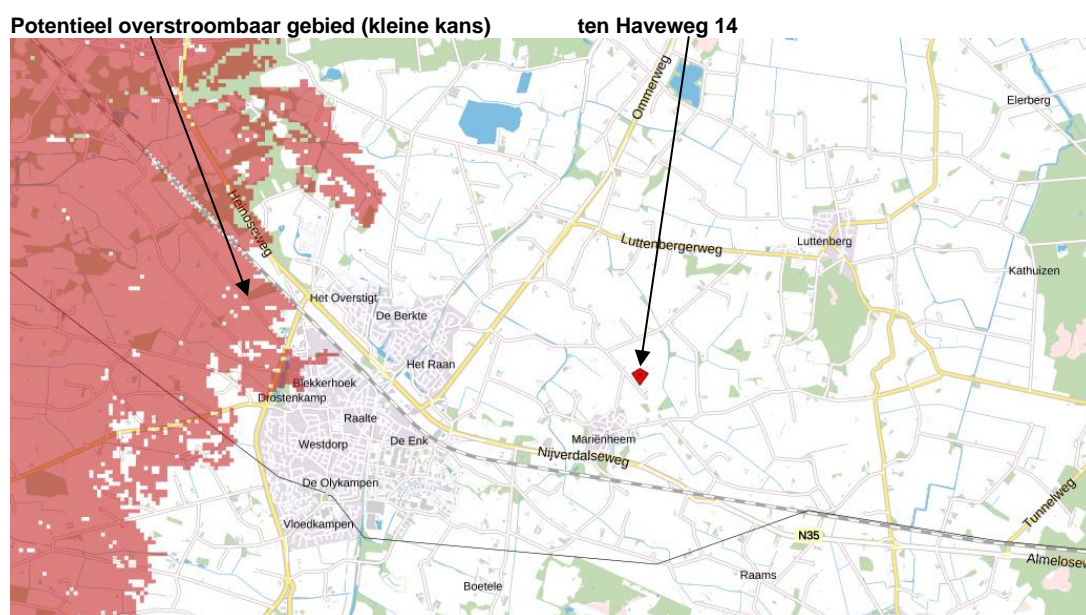 Potentieel overstroombaar gebied (kleine kans)
ten Haveweg 14
Ommerweg
Elerberg
Heinoseweg
Luttenbergerweg
Luttenberg
Kathuizen
Het Overstigt
De Berkte
Het Raan
Blekkerhoek
Drostenkamp
Raalte
Westdorp
De Enk
Mariënheem
Nijverdalseweg
De Olykampen
Vloedkampen
Tunnelweg
N35
Almelosew
Boetele
Raams